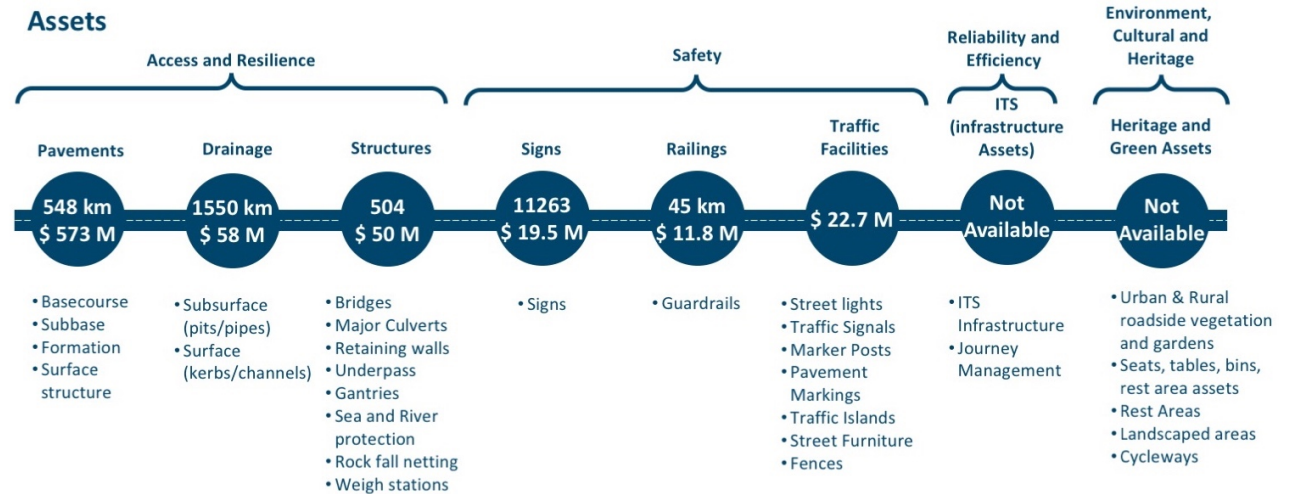 Assets
Access and Resilience
Safety
Reliability and
Efficiency
Environment,
Cultural and
Heritage
Pavements
548 km
$ 573 M
• Basecourse
• Subbase
• Formation
• Surface
structure
Drainage
1550 km
$ 58 M
• Subsurface
(pits/pipes)
• Surface
(kerbs/channels)
Structures
504
$ 50 M
• Bridges
• Major Culverts
• Retaining walls
• Underpass
• Gantries
• Sea and River
protection
• Rock fall netting
• Weigh stations
Signs
11263
$ 19.5 M
• Signs
Railings
45 km
$ 11.8 M
• Guardrails
Traffic
Facilities
$ 22.7 M
• Street lights
• Traffic Signals
• Marker Posts
• Pavement
Markings
• Traffic Islands
• Street Furniture
• Fences
ITS
(infrastructure
Assets)
Not
Available
• ITS
Infrastructure
• Journey
Management
Heritage and
Green Assets
Not
Available
• Urban & Rural
roadside vegetation
and gardens
• Seats, tables, bins,
rest area assets
• Rest Areas
• Landscaped areas
• Cycleways